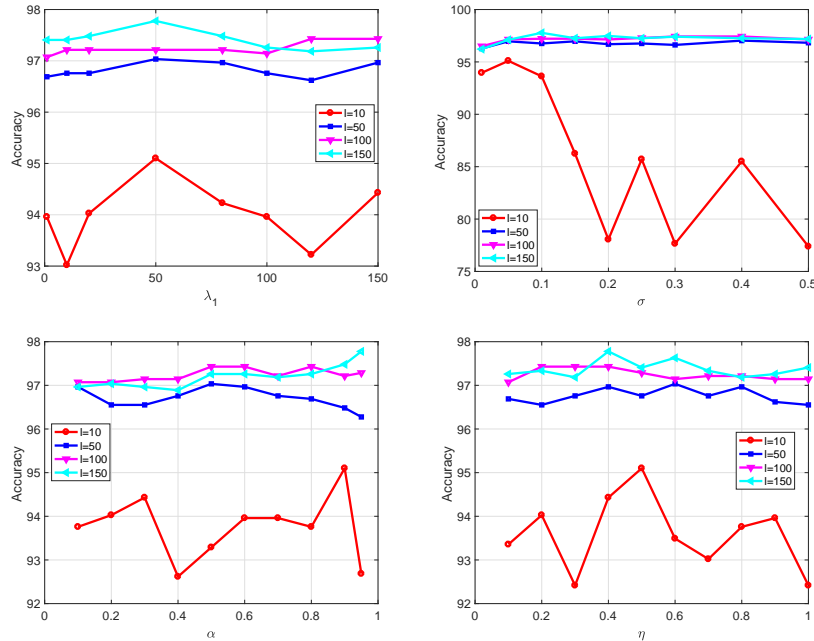 98
97
96
95
94
93
Accuracy
l=10
l=50
l=100
l=150
0 50 100 150
λ1
100
95
90
85
80
75
Accuracy
l=10
l=50
l=100
l=150
0 0.1 0.2 0.3 0.4 0.5
σ
98
97
96
95
94
93
92
Accuracy
l=10
l=50
l=100
l=150
0 0.2 0.4 0.6 0.8 1
α
98
97
96
95
94
93
92
Accuracy
l=10
l=50
l=100
l=150
0 0.2 0.4 0.6 0.8 1
η